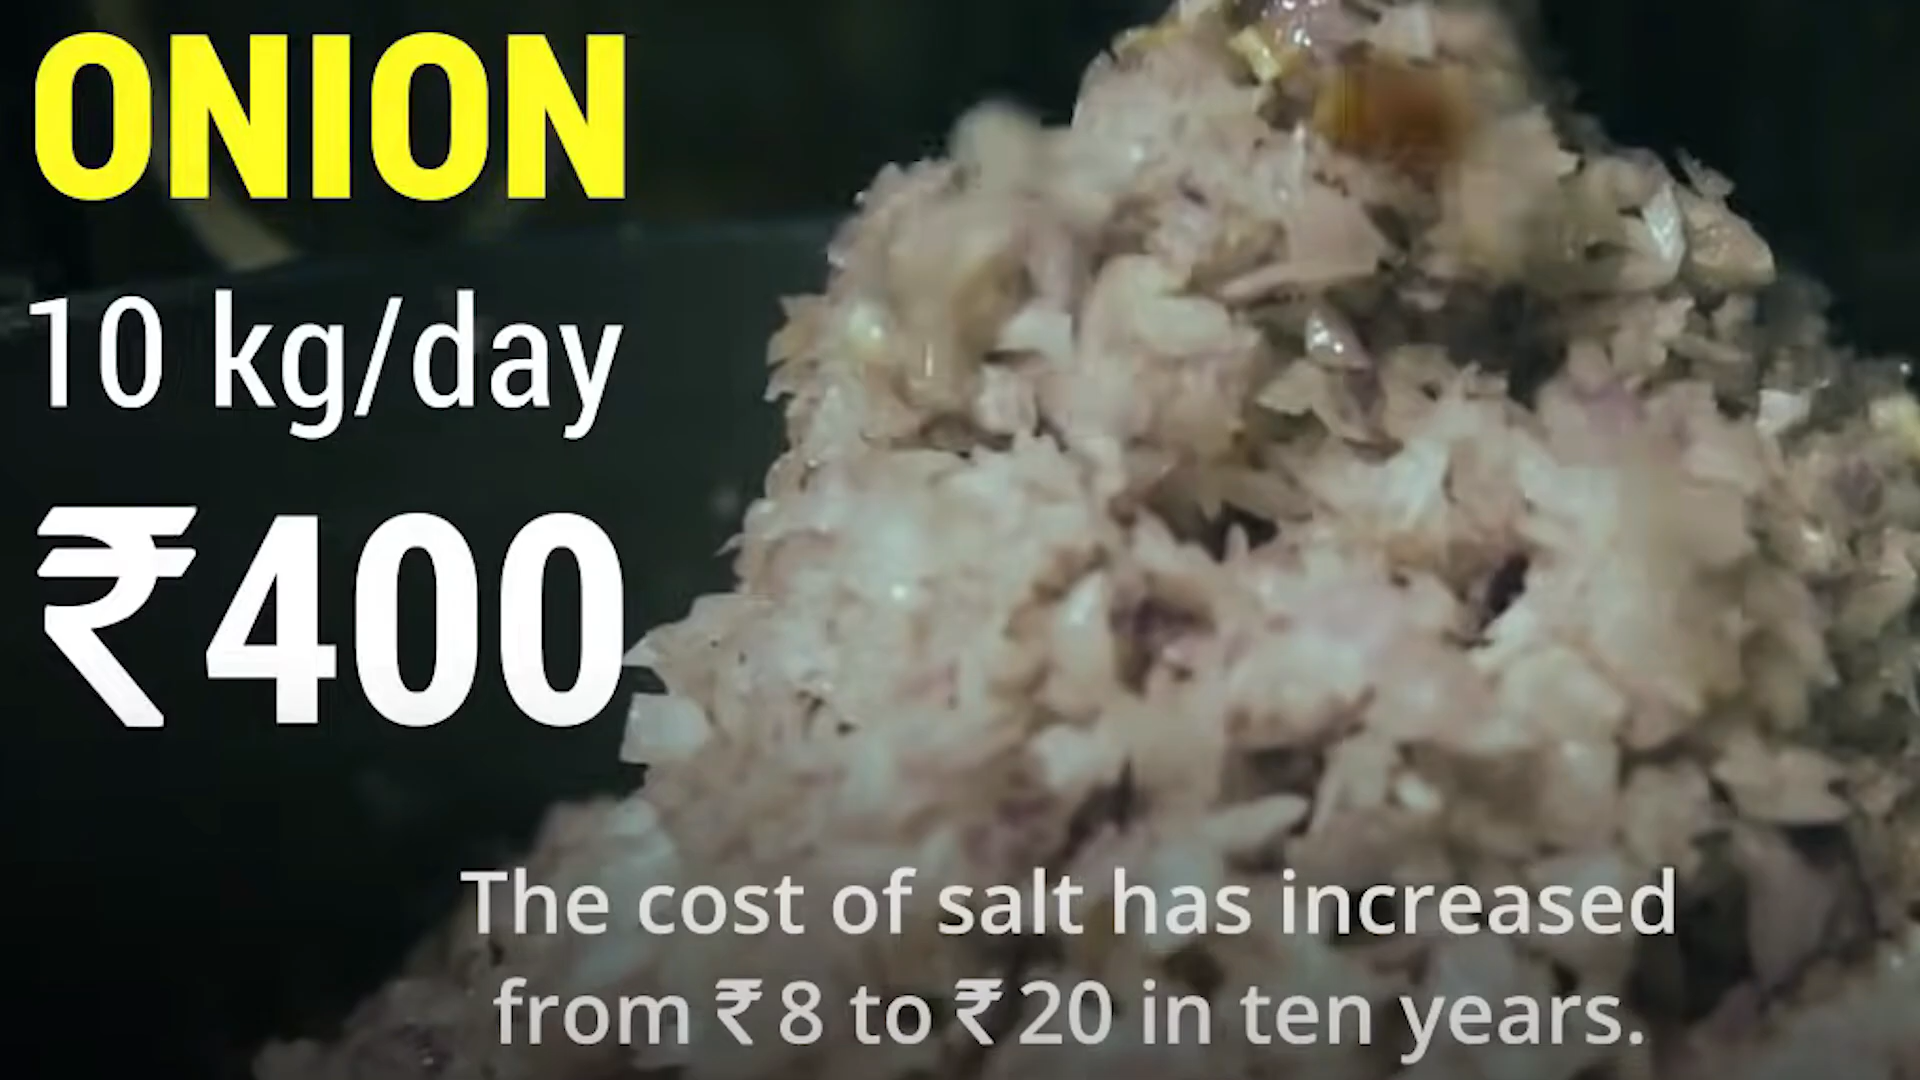 ONION
10 kg/day
₹400
The cost of salt has increased
from ₹8 to ₹20 in ten years.